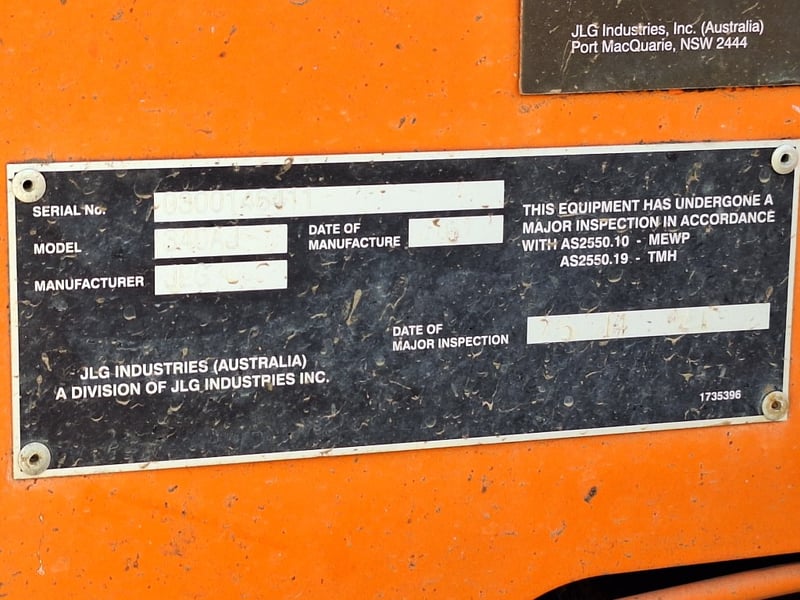 JLG Industries, Inc. (Australia)
Port MacQuarie, NSW 2444
SERIAL No.
MODEL
DATE OF
MANUFACTURE
MANUFACTURER
THIS EQUIPMENT HAS UNDERGONE A
MAJOR INSPECTION IN ACCORDANCE
WITH AS2550.10 - MEWP
AS2550.19 - TMH
DATE OF
MAJOR INSPECTION
JLG INDUSTRIES (AUSTRALIA)
A DIVISION OF JLG INDUSTRIES INC.
1735396